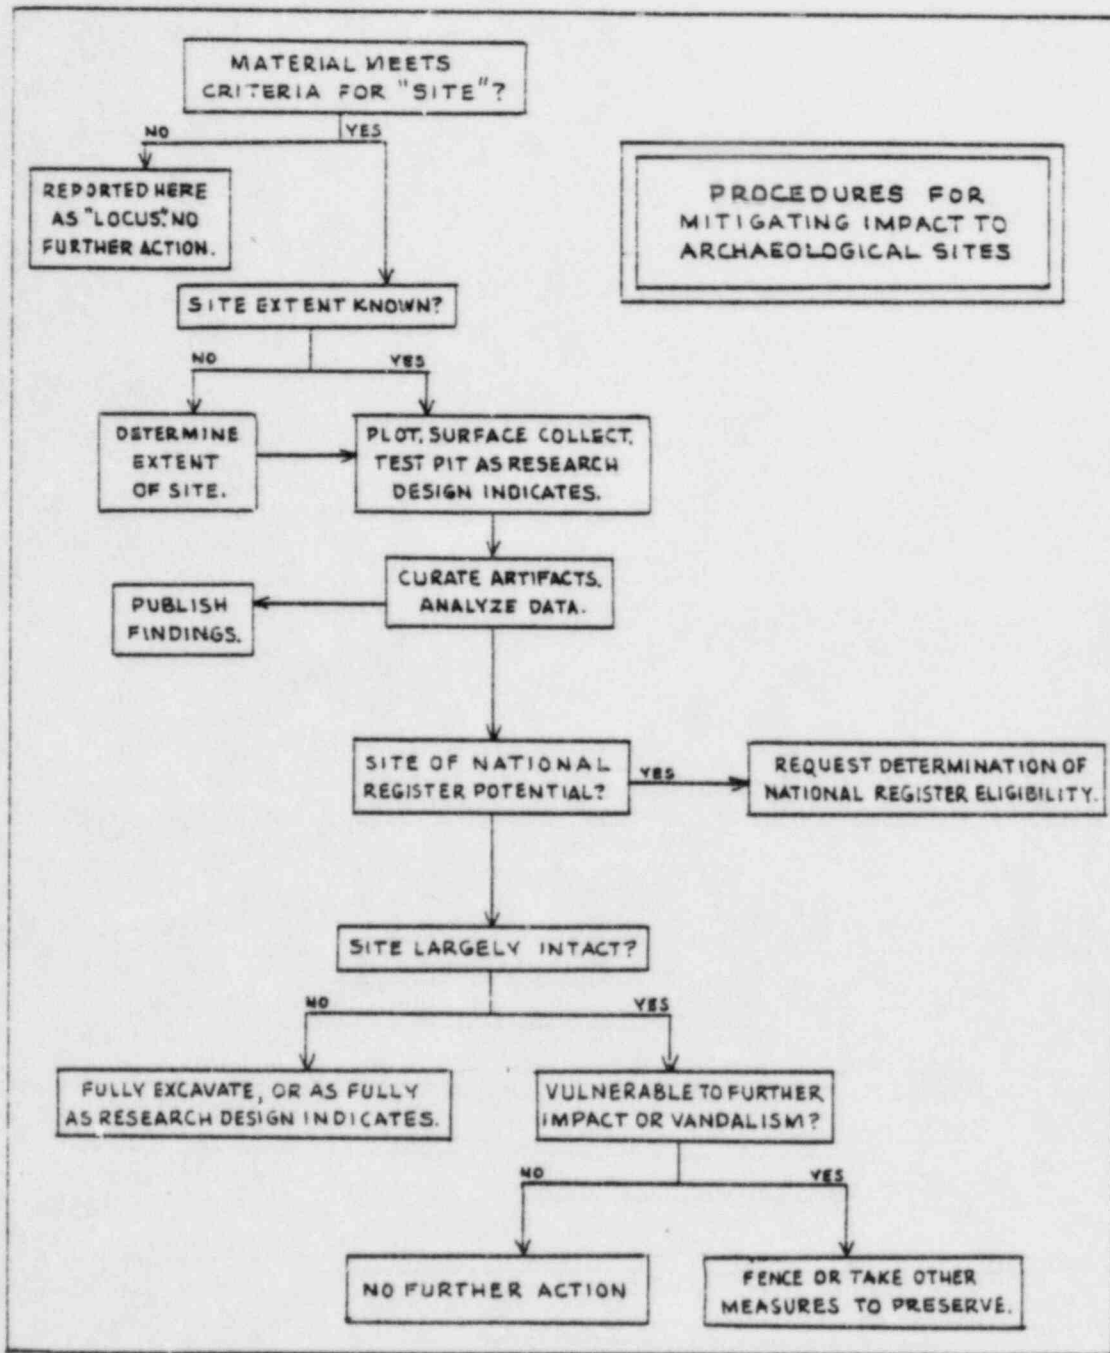 MATERIAL MEETS
CRITERIA FOR "SITE"?
NO
YES
REPORTED HERE
AS "LOCUS". NO
FURTHER ACTION.
PROCEDURES FOR
MITIGATING IMPACT TO
ARCHAEOLOGICAL SITES
SITE EXTENT KNOWN?
NO
YES
DETERMINE
EXTENT
OF SITE.
PLOT, SURFACE COLLECT,
TEST PIT AS RESEARCH
DESIGN INDICATES.
CURATE ARTIFACTS.
ANALYZE DATA.
PUBLISH
FINDINGS.
SITE OF NATIONAL
REGISTER POTENTIAL?
YES
REQUEST DETERMINATION OF
NATIONAL REGISTER ELIGIBILITY.
SITE LARGELY INTACT?
NO
YES
FULLY EXCAVATE, OR AS FULLY
AS RESEARCH DESIGN INDICATES.
VULNERABLE TO FURTHER
IMPACT OR VANDALISM?
NO
YES
NO FURTHER ACTION
FENCE OR TAKE OTHER
MEASURES TO PRESERVE.